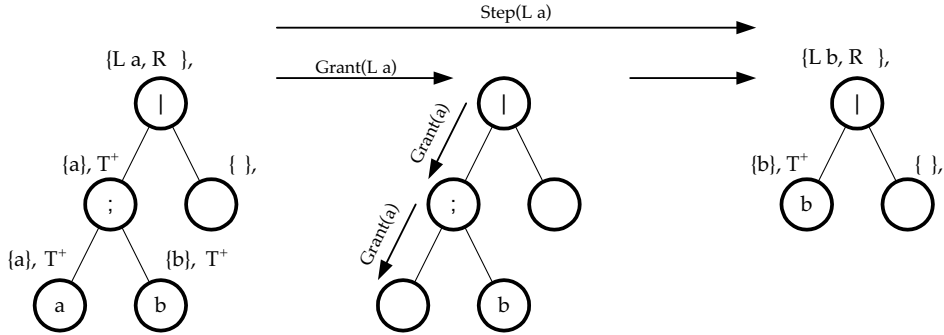 Step(L a)
{L a, R  },
Grant(L a)
{L b, R  },
|
|
|
Grant(a)
{a}, T+
{ },
{b}, T+
{ },
;
;
b
Grant(a)
{a}, T+
{b}, T+
a
b
b